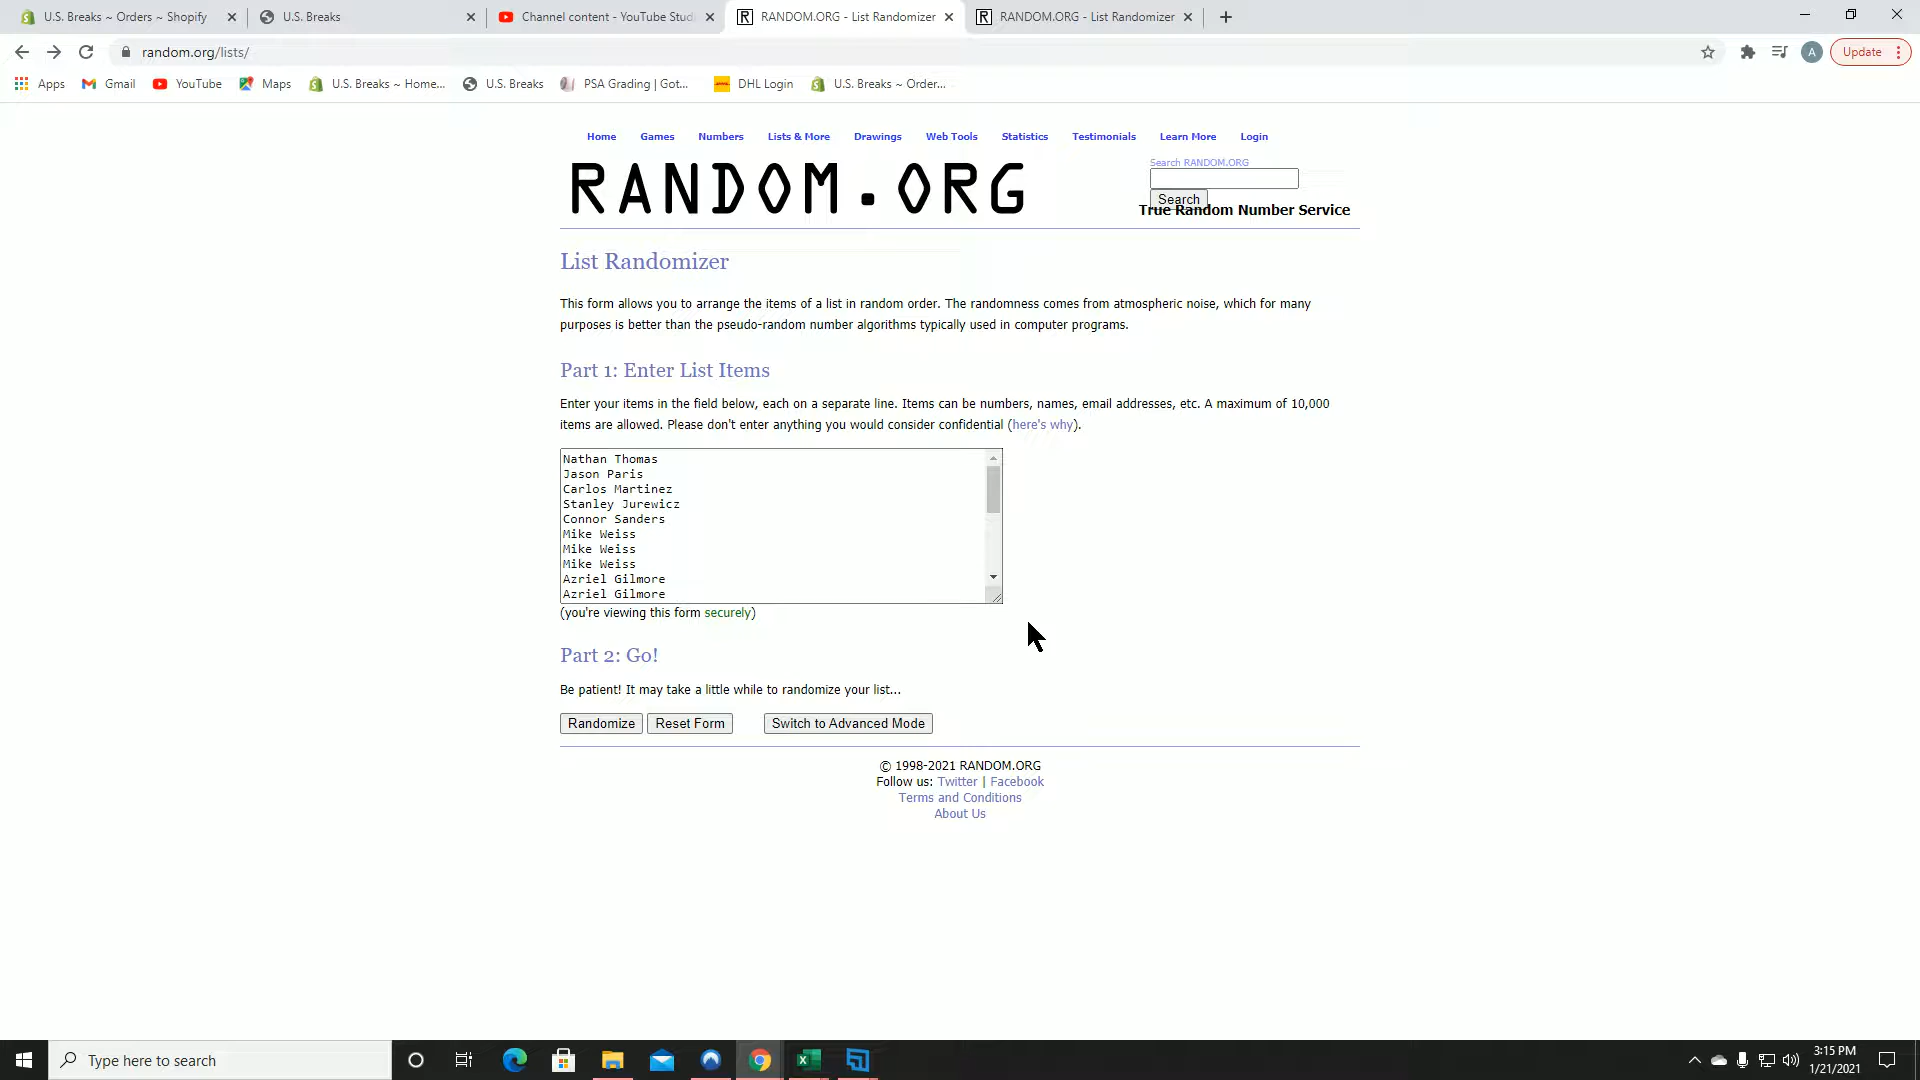 U.S. Breaks ~ Orders ~ Shopify
U.S. Breaks
Channel content - YouTube Stud
RANDOM.ORG - List Randomizer
RANDOM.ORG - List Randomizer
random.org/lists/
A
Update
Apps
Gmail
YouTube
Maps
U.S. Breaks ~ Home...
U.S. Breaks
PSA Grading | Got...
DHL Login
U.S. Breaks ~ Order...
Home Games Numbers Lists & More Drawings Web Tools Statistics Testimonials Learn More Login
RANDOM.ORG
Search RANDOM.ORG
Search
True Random Number Service
List Randomizer
This form allows you to arrange the items of a list in random order. The randomness comes from atmospheric noise, which for many
purposes is better than the pseudo-random number algorithms typically used in computer programs.
Part 1: Enter List Items
Enter your items in the field below, each on a separate line. Items can be numbers, names, email addresses, etc. A maximum of 10,000
items are allowed. Please don't enter anything you would consider confidential (here's why).
Nathan Thomas
Jason Paris
Carlos Martinez
Stanley Jurewicz
Connor Sanders
Mike Weiss
Mike Weiss
Mike Weiss
Azriel Gilmore
Azriel Gilmore
(you're viewing this form securely)
Part 2: Go!
Be patient! It may take a little while to randomize your list...
Randomize Reset Form Switch to Advanced Mode
© 1998-2021 RANDOM.ORG
Follow us: Twitter | Facebook
Terms and Conditions
About Us
Type here to search
3:15 PM
1/21/2021